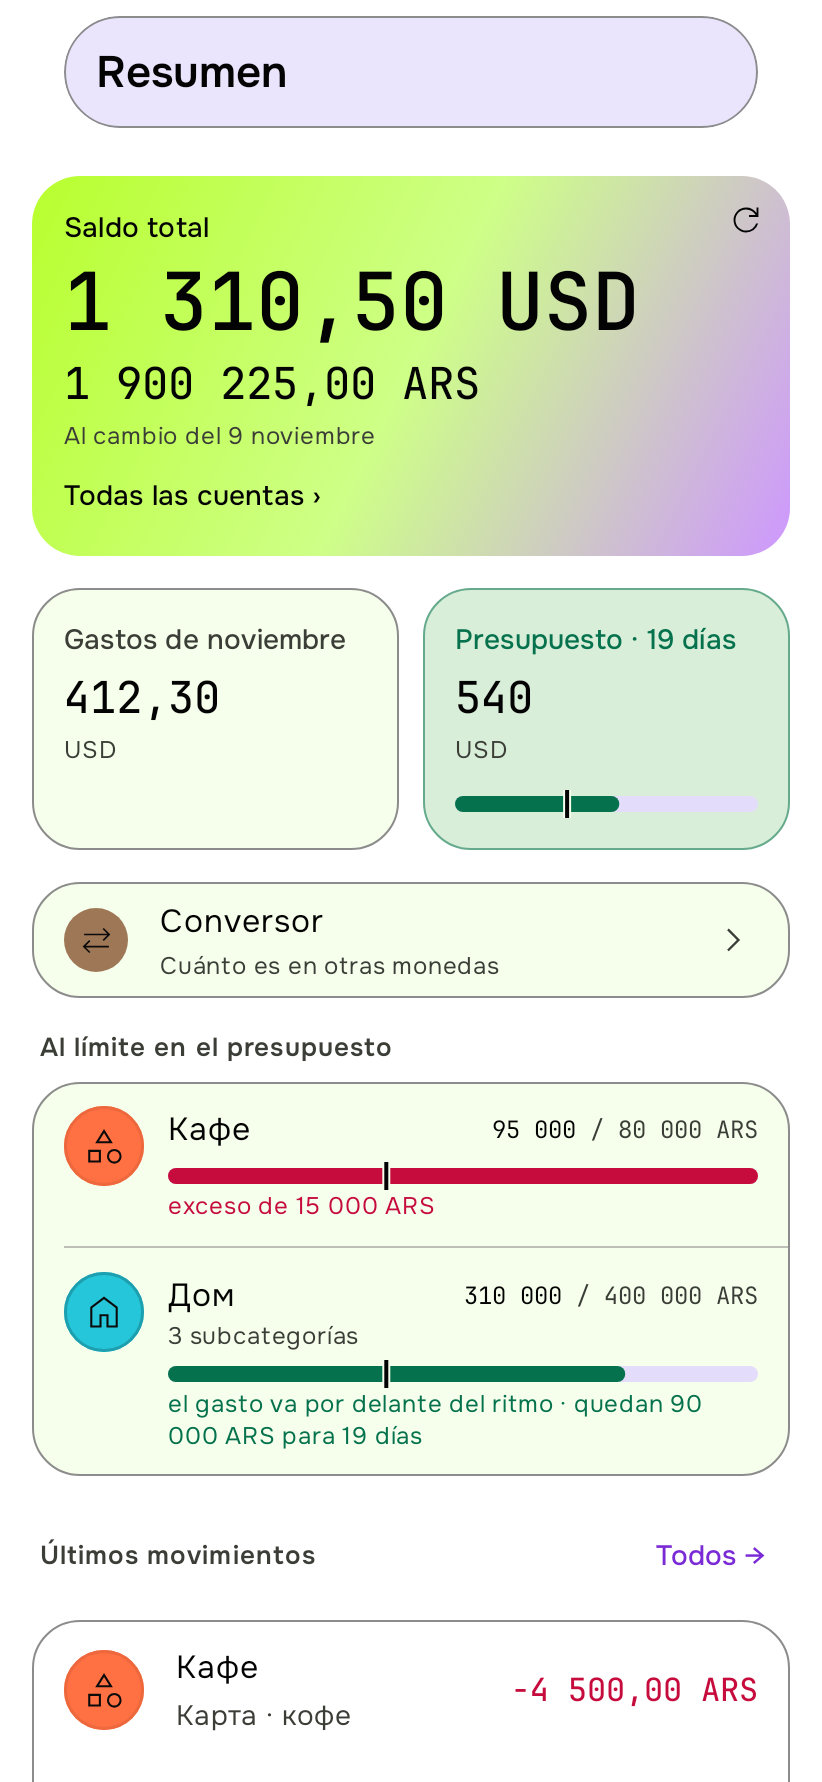 Resumen
Saldo total
1 310,50 USD
1 900 225,00 ARS
Al cambio del 9 noviembre
Todas las cuentas ›
Gastos de noviembre
412,30
USD
Presupuesto · 19 días
540
USD
Conversor
Cuánto es en otras monedas
Al límite en el presupuesto
Кафе
95 000 / 80 000 ARS
exceso de 15 000 ARS
Дом
310 000 / 400 000 ARS
3 subcategorías
el gasto va por delante del ritmo · quedan 90
000 ARS para 19 días
Últimos movimientos
Todos →
Кафе
-4 500,00 ARS
Карта · кофе